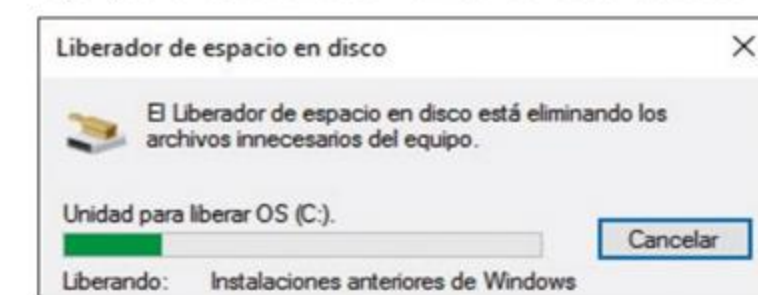 Liberador de espacio en disco
El Liberador de espacio en disco está eliminando los
archivos innecesarios del equipo.
Unidad para liberar OS (C:).
Cancelar
Liberando: Instalaciones anteriores de Windows